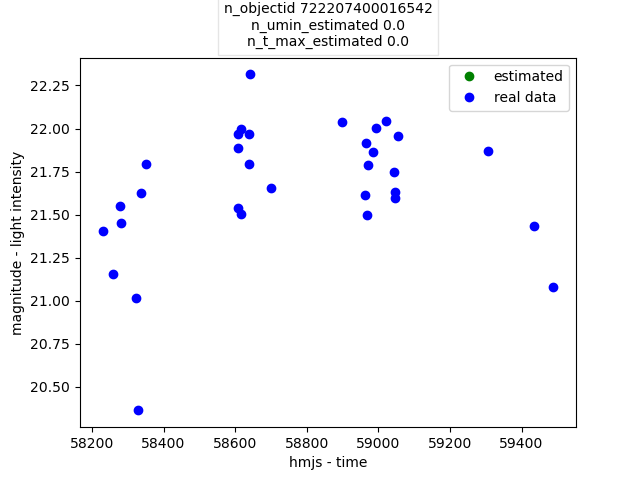 n_objectid 722207400016542
n_umin_estimated 0.0
n_t_max_estimated 0.0
estimated
real data
magnitude - light intensity
22.25
22.00
21.75
21.50
21.25
21.00
20.75
20.50
58200 58400 58600 58800 59000 59200 59400
hmjs - time